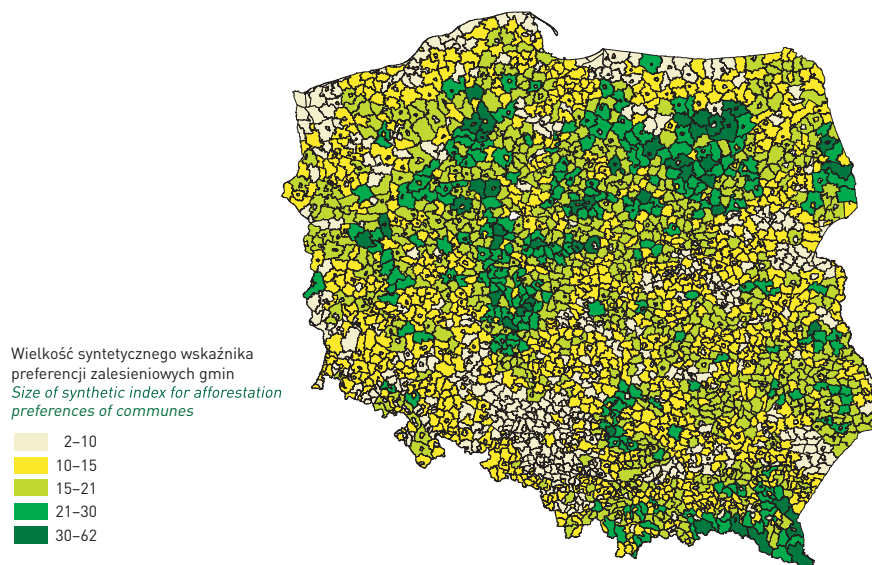 Wielkość syntetycznego wskaźnika
preferencji zalesieniowych gmin
Size of synthetic index for afforestation
preferences of communes
2–10
10–15
15–21
21–30
30–62